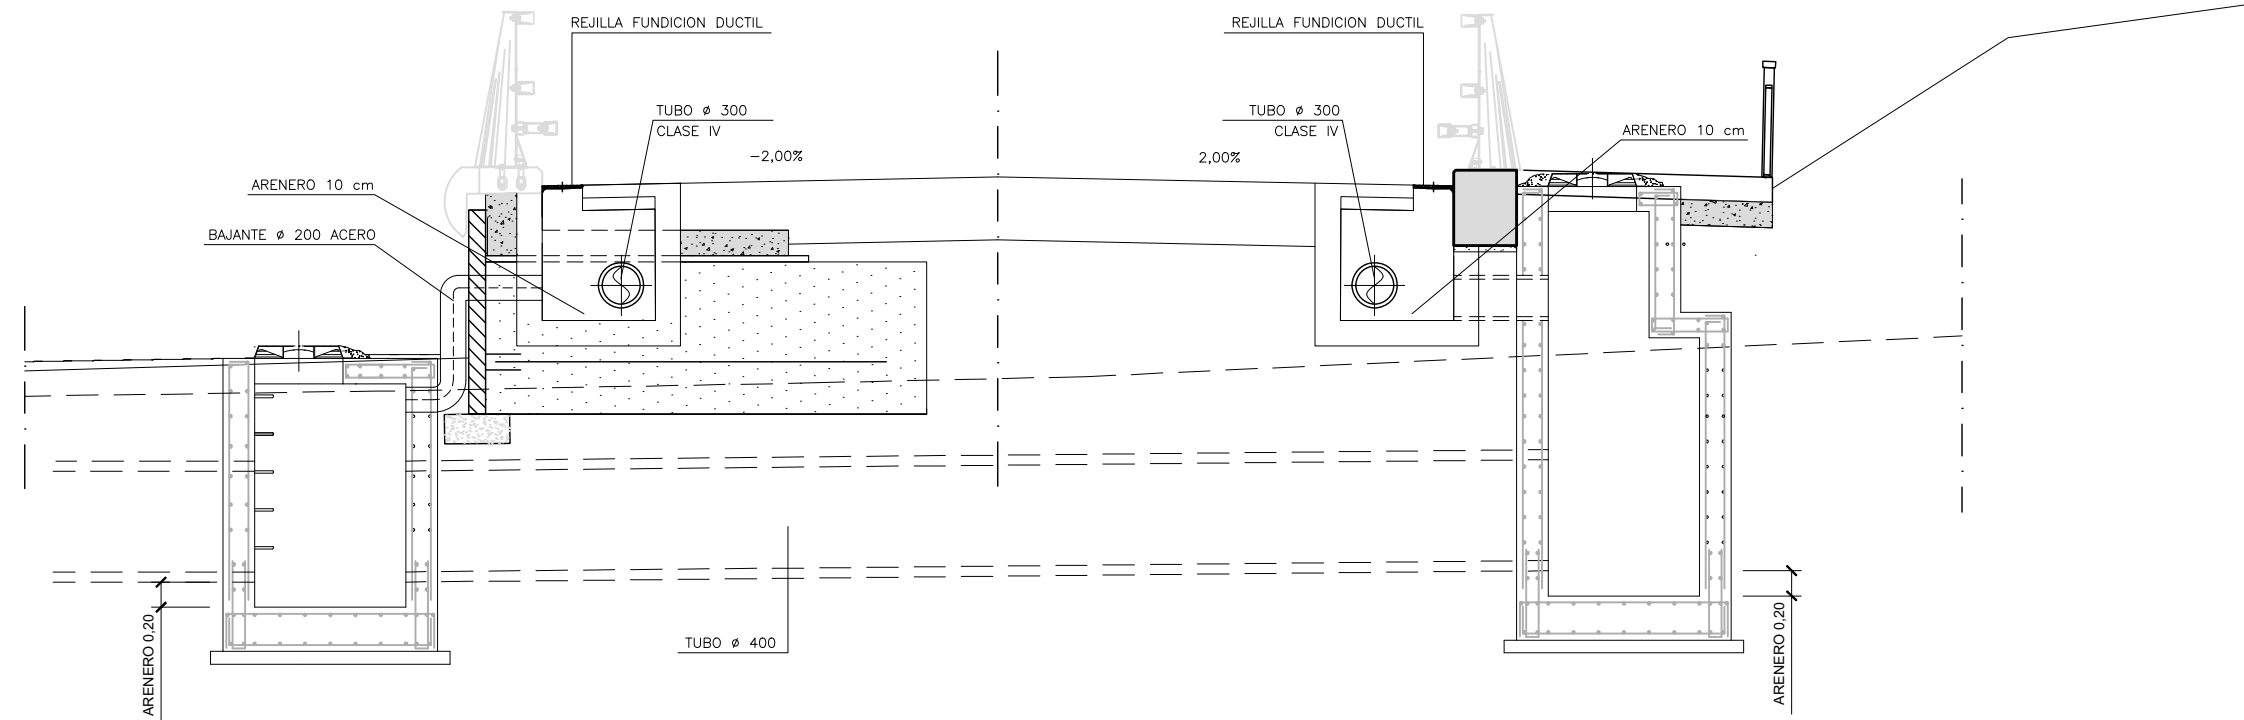 REJILLA FUNDICION DUCTIL
REJILLA FUNDICION DUCTIL
TUBO ø 300
CLASE IV
TUBO ø 300
CLASE IV
ARENERO 10 cm
-2,00%
2,00%
ARENERO 10 cm
BAJANTE ø 200 ACERO
TUBO ø 400
ARENERO 0,20
ARENERO 0,20